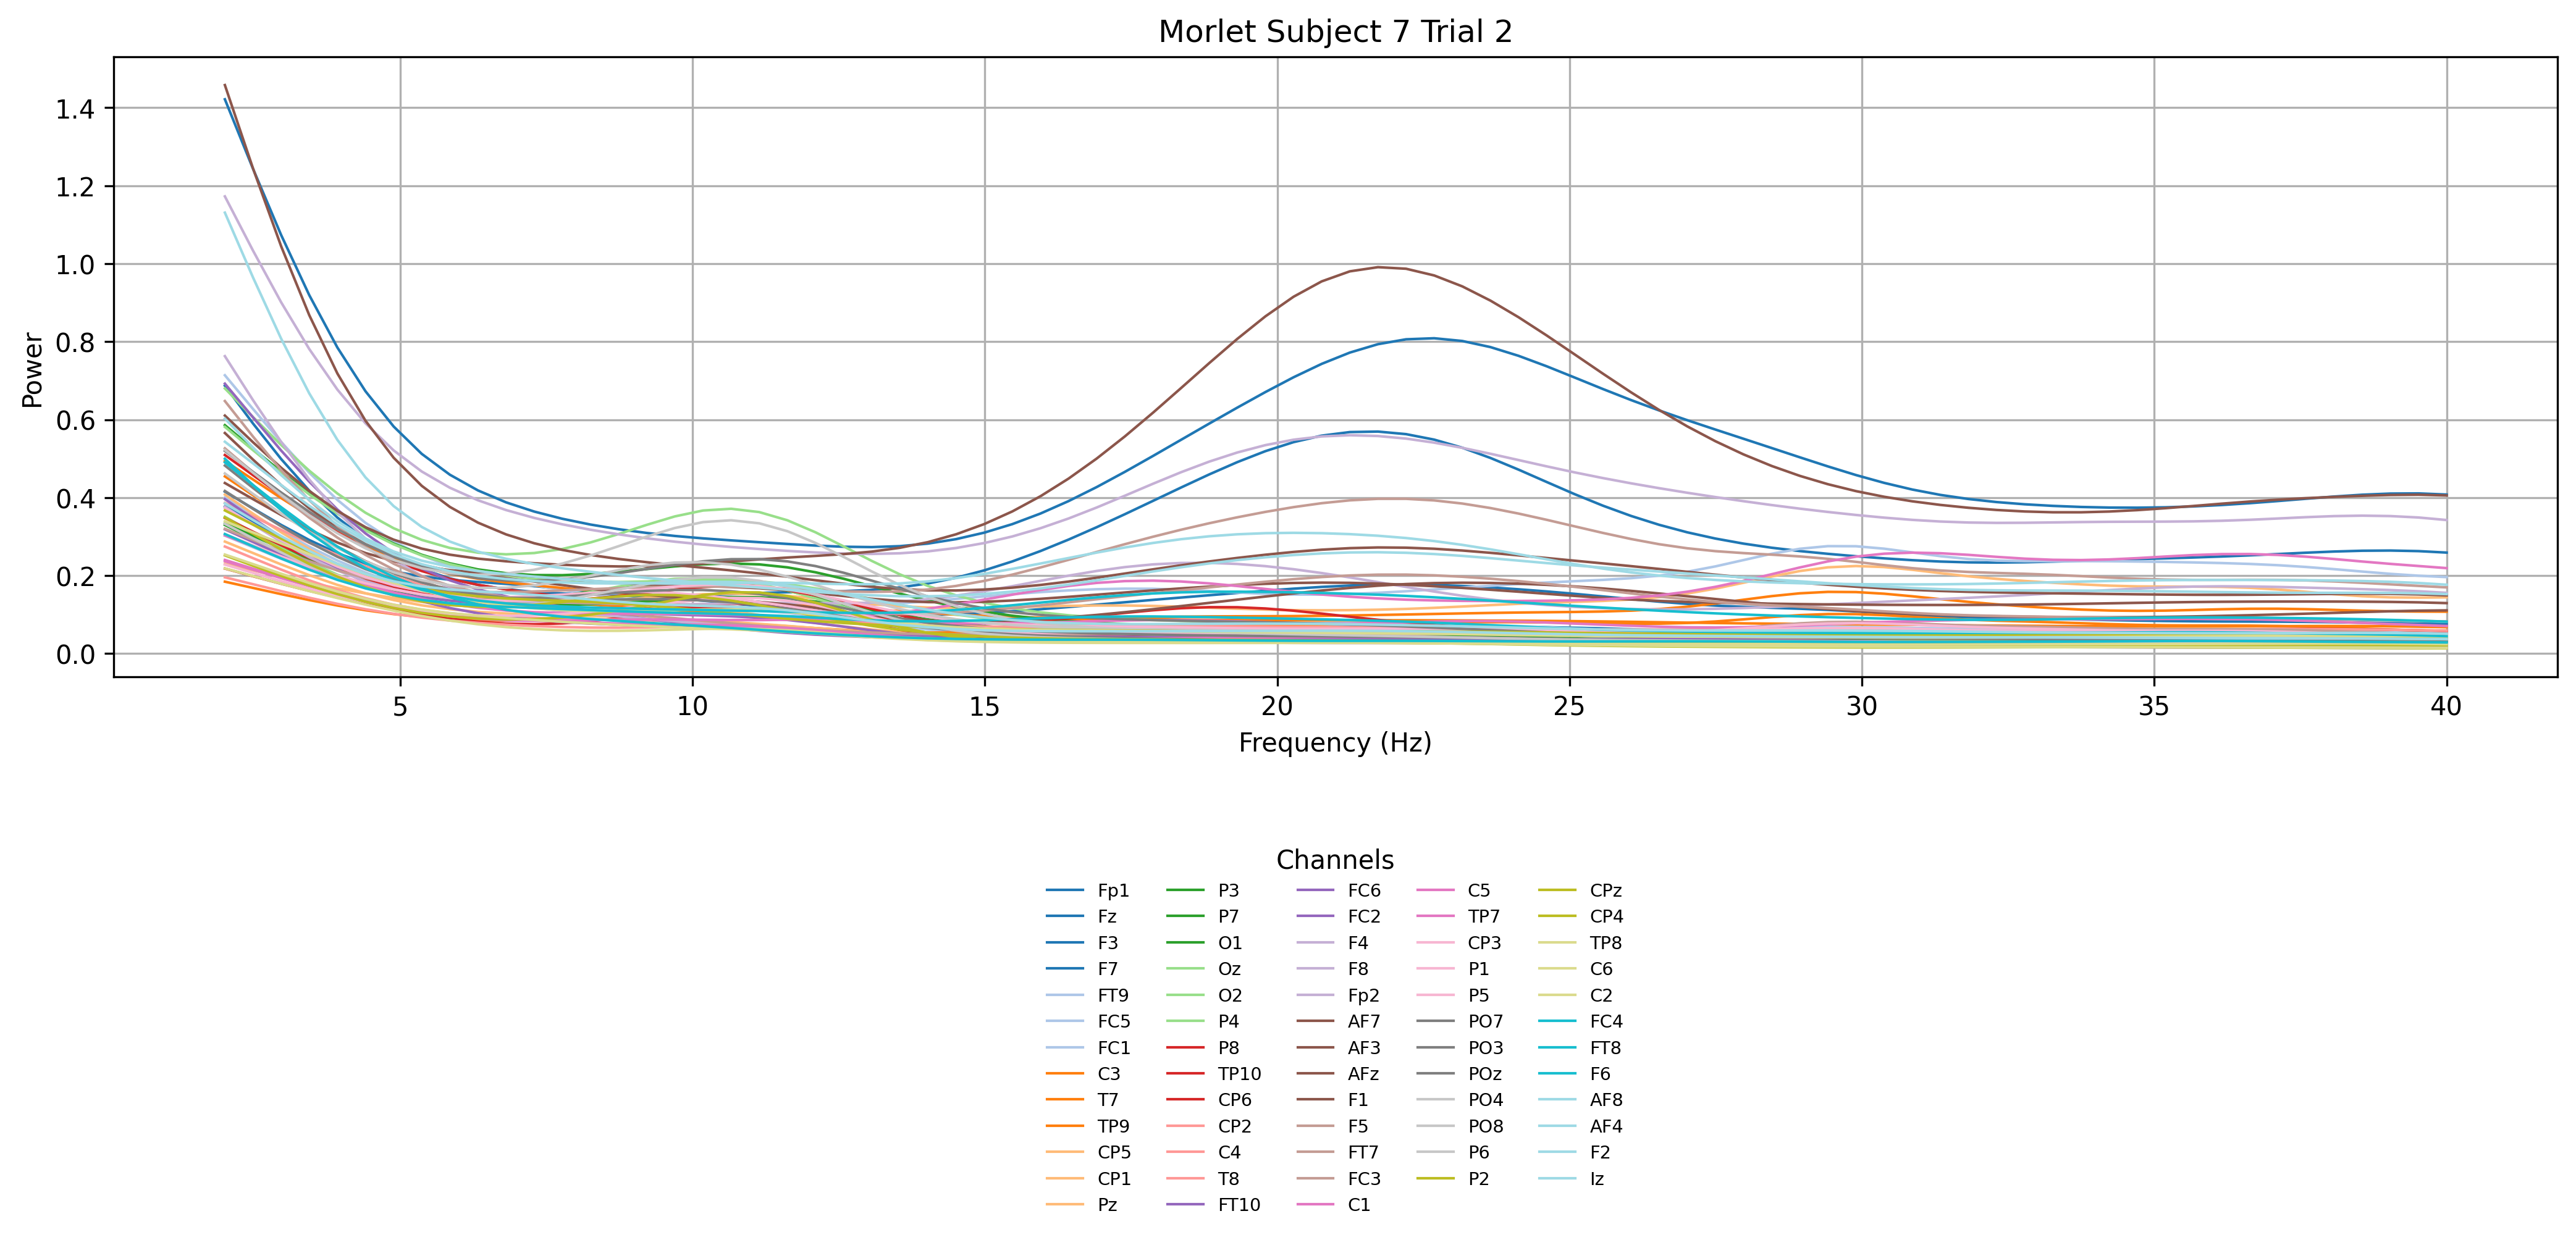 Morlet Subject 7 Trial 2
1.4
1.2
1.0
0.8
0.6
0.4
0.2
0.0
Power
5 10 15 20 25 30 35 40
Frequency (Hz)
Channels
Fp1 P3 FC6 C5 CPz
Fz P7 FC2 TP7 CP4
F3 O1 F4 CP3 TP8
F7 Oz F8 P1 C6
FT9 O2 Fp2 P5 C2
FC5 P4 AF7 PO7 FC4
FC1 P8 AF3 PO3 FT8
C3 TP10 AFz POz F6
T7 CP6 F1 PO4 AF8
TP9 CP2 F5 PO8 AF4
CP5 C4 FT7 P6 F2
CP1 T8 FC3 P2 Iz
Pz FT10 C1